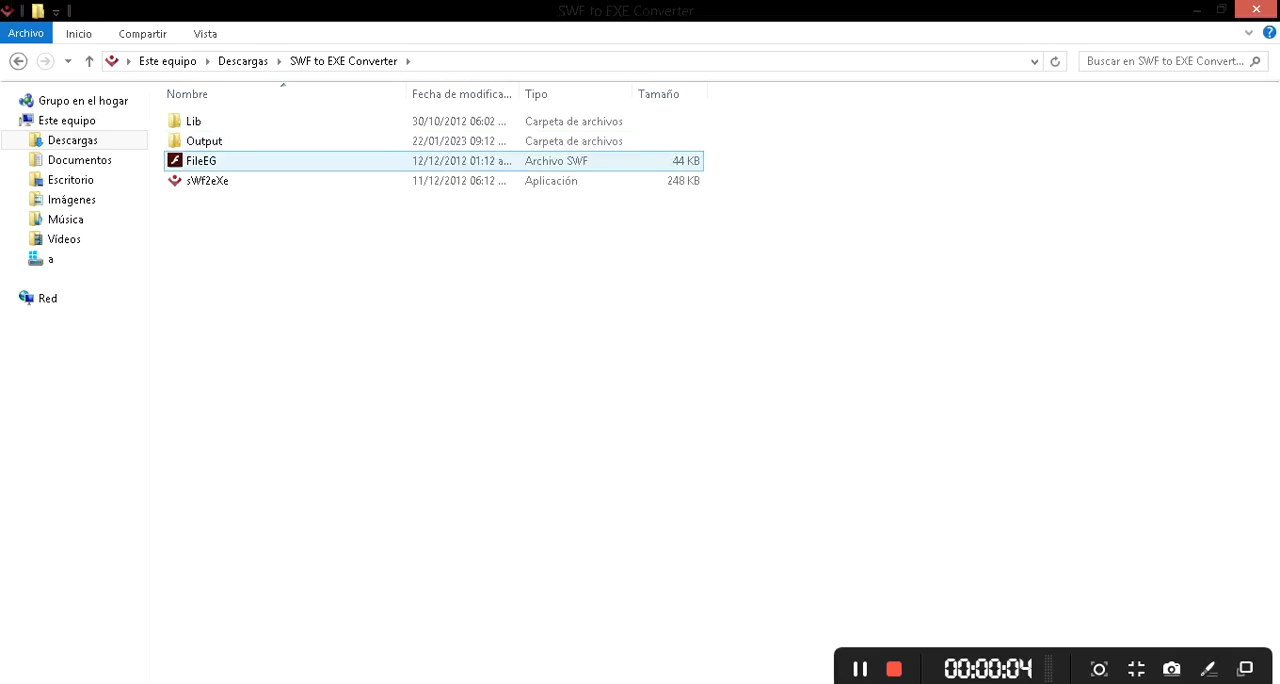 SWF to EXE Converter
Archivo Inicio Compartir Vista
Este equipo Descargas SWF to EXE Converter
Buscar en SWF to EXE Convert...
Nombre Fecha de modifica... Tipo Tamaño
Lib 30/10/2012 06:02 ... Carpeta de archivos
Output 22/01/2023 09:12 ... Carpeta de archivos
FileEG 12/12/2012 01:12 a... Archivo SWF 44 KB
sWf2eXe 11/12/2012 06:12 ... Aplicación 248 KB
Grupo en el hogar
Este equipo
Descargas
Documentos
Escritorio
Imágenes
Música
Vídeos
a
Red
00:00:04